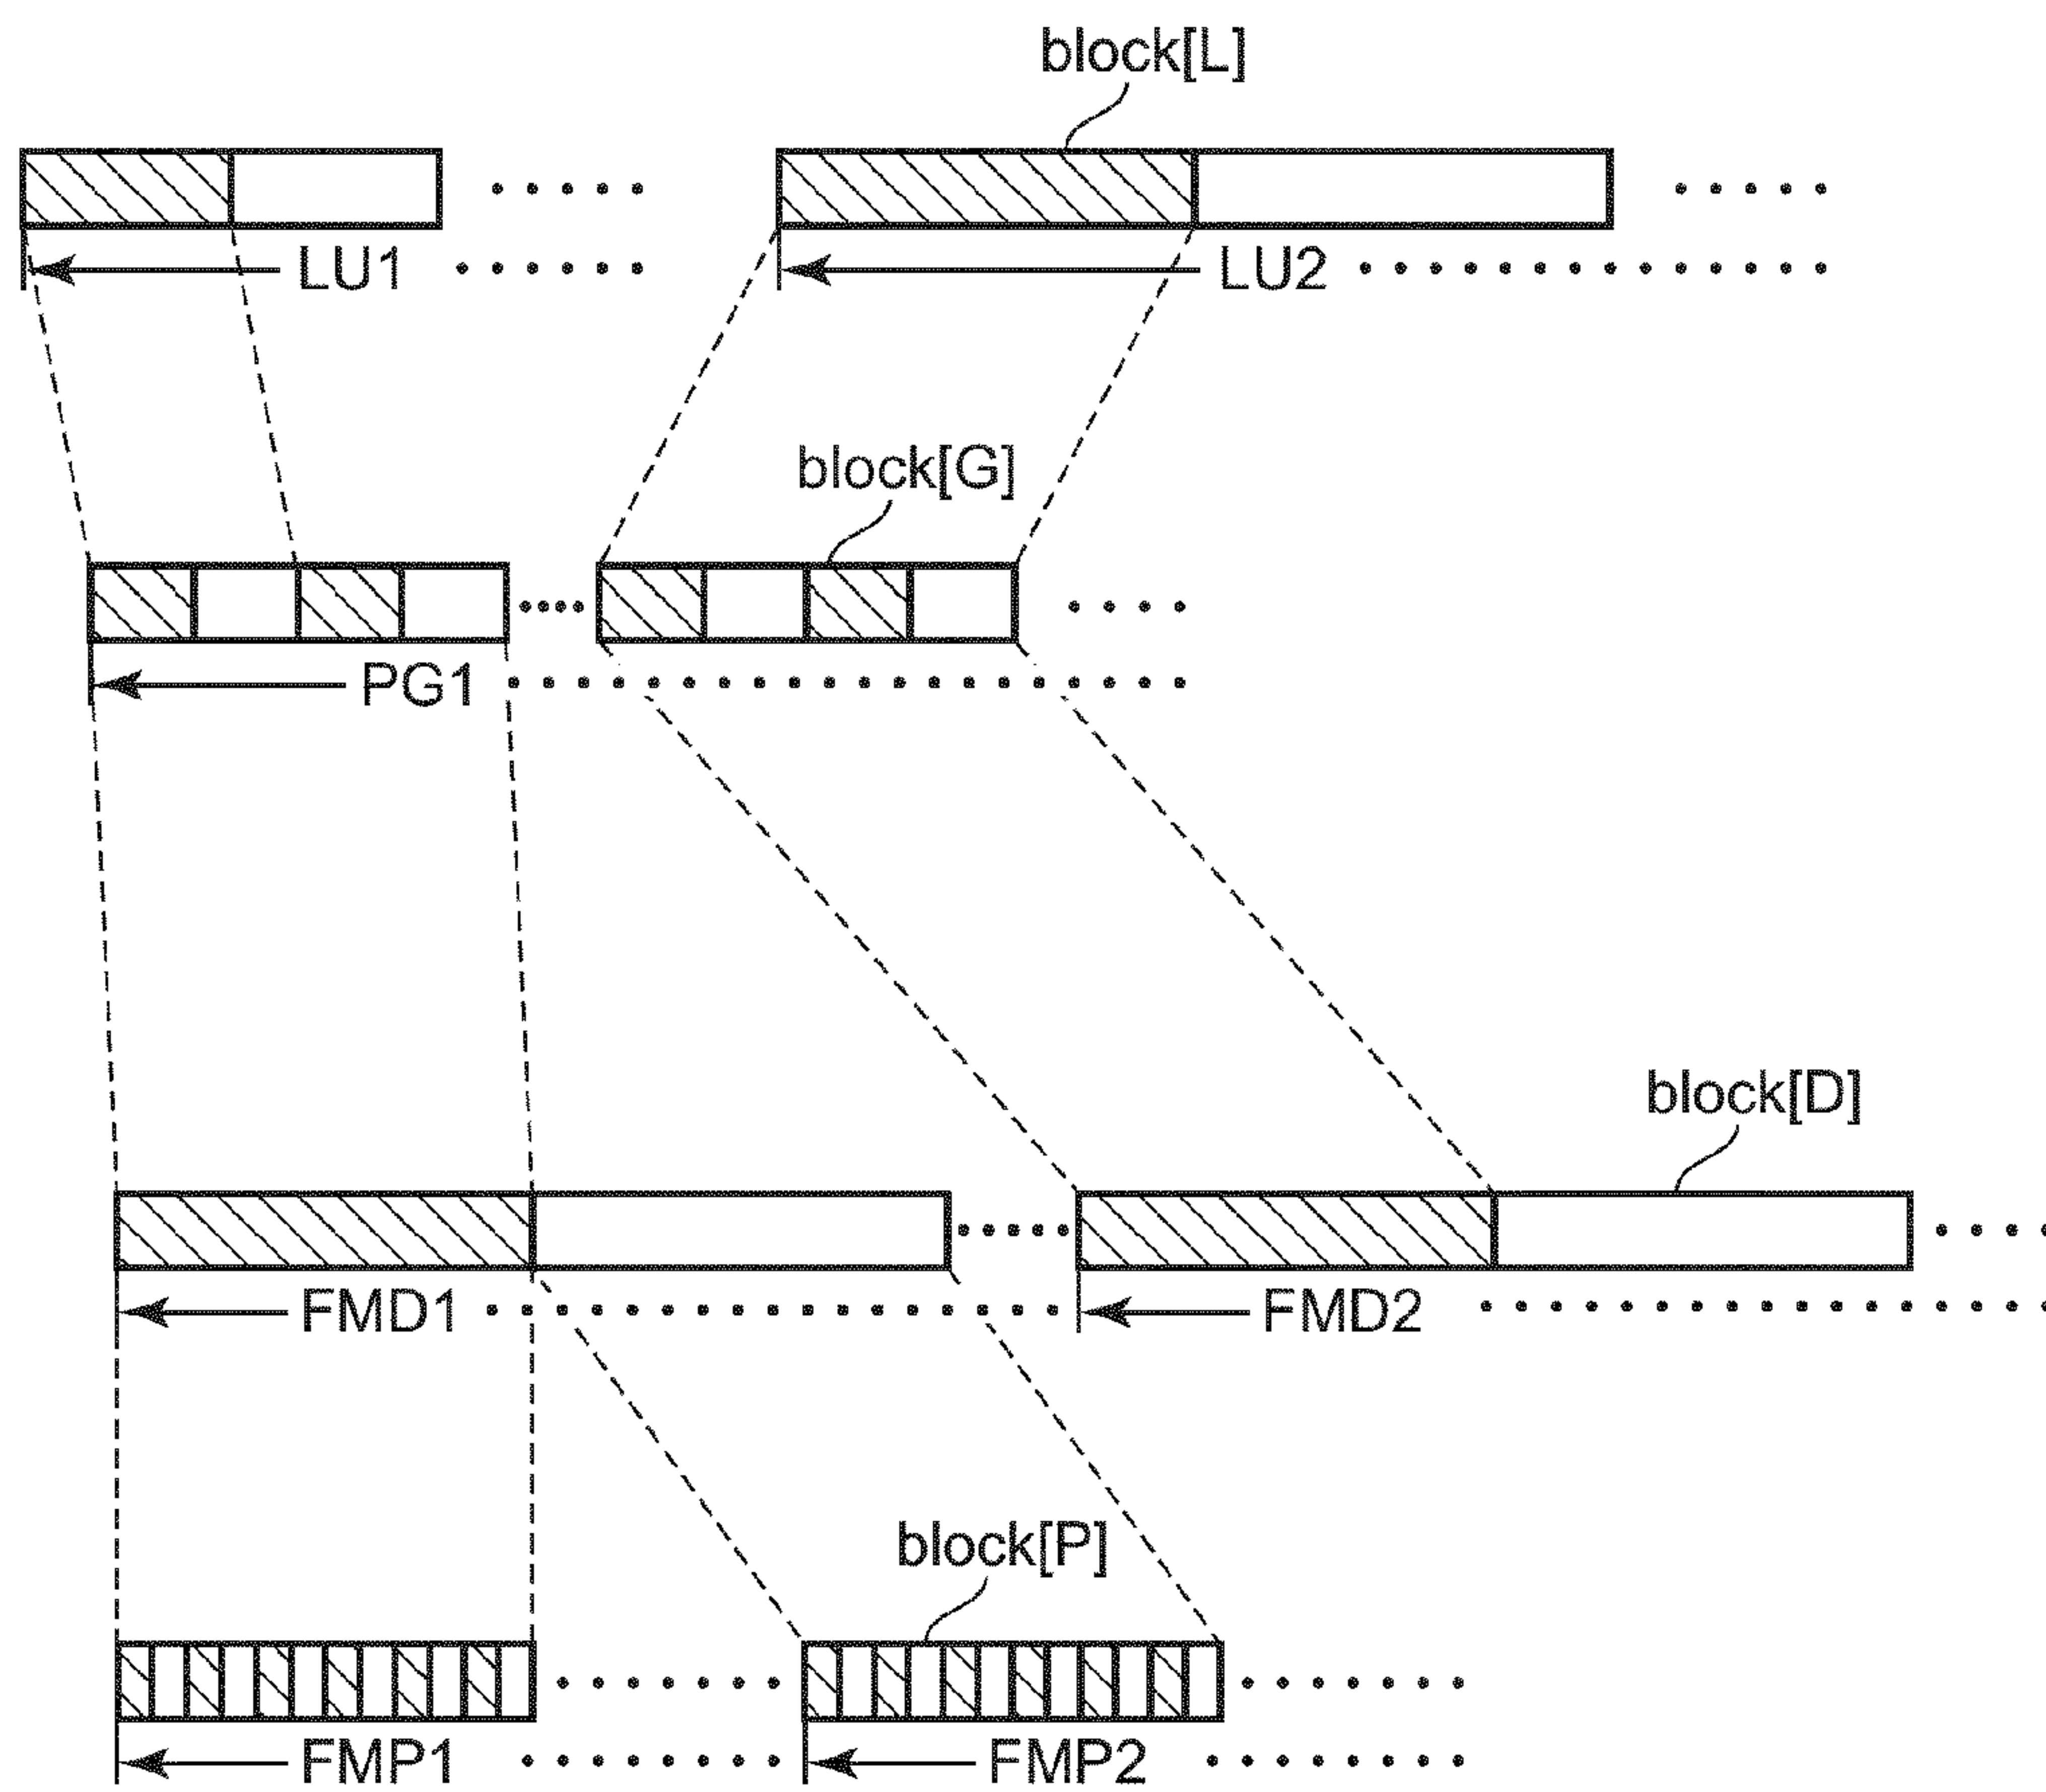 block[L]
LU1
LU2
block[G]
PG1
block[D]
FMD1
FMD2
block[P]
FMP1
FMP2